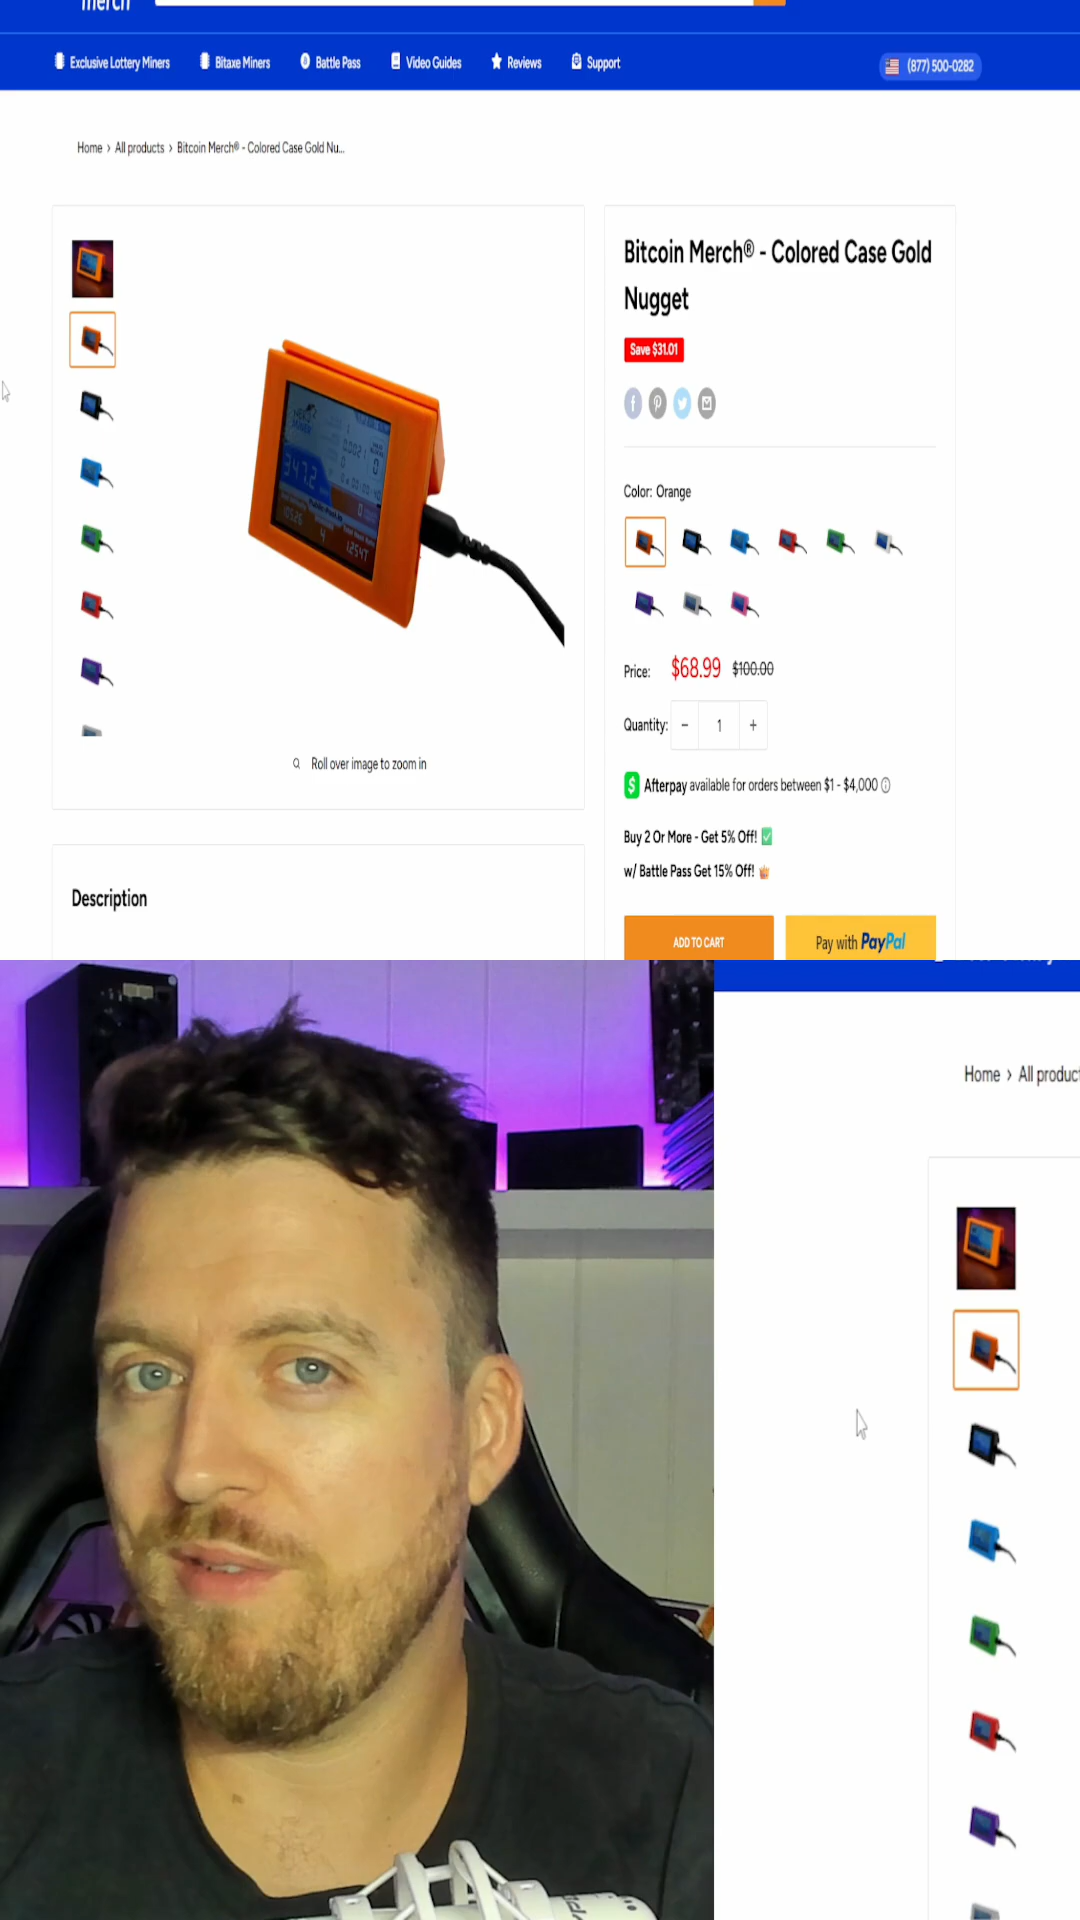 merch
Exclusive Lottery Miners
Bitaxe Miners
Battle Pass
Video Guides
Reviews
Support
(877) 500-0282
Home › All products › Bitcoin Merch® - Colored Case Gold Nu...
Bitcoin Merch® - Colored Case Gold
Nugget
Save $31.01
Color: Orange
Price: $68.99 $100.00
Quantity: - 1 +
Afterpay available for orders between $1 - $4,000
Buy 2 Or More - Get 5% Off!
w/ Battle Pass Get 15% Off!
ADD TO CART
Pay with PayPal
347.2
Roll over image to zoom in
Description
Home › All product